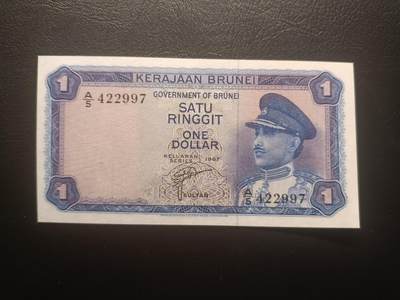 1 KERAJAAN BRUNEI 1
A/5 422997 GOVERNMENT OF BRUNEI
SATU
RINGGIT
ONE
DOLLAR
KELUARAN 1967
SERIES
SULTAN
A/5 422997
1 1